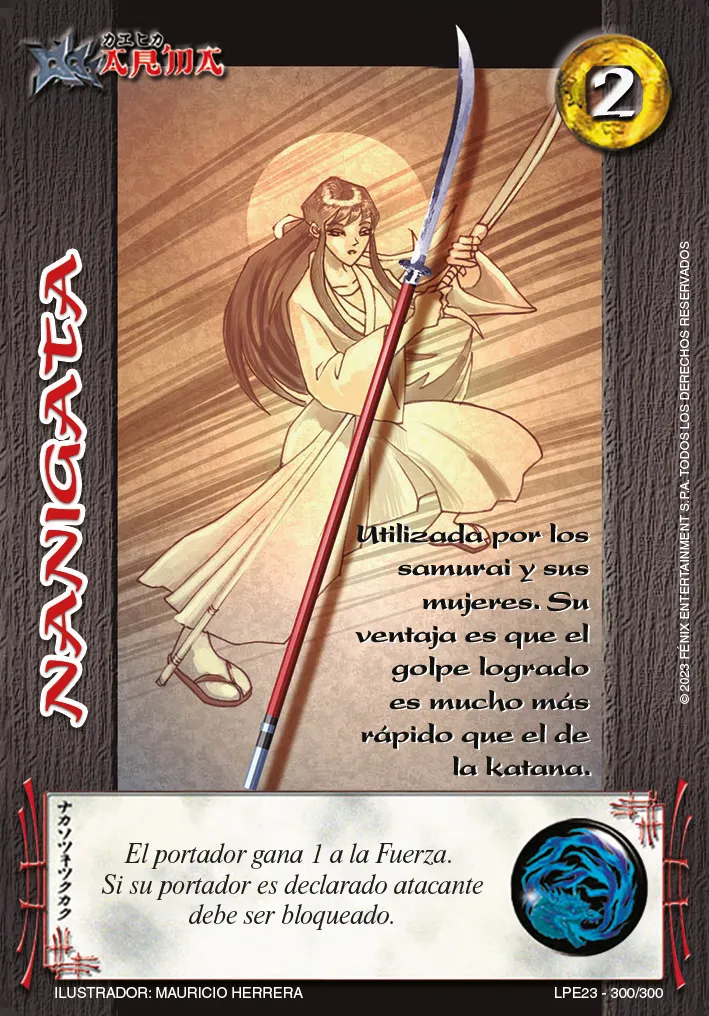 カエヒカ
ARMA
2
NANIGATA
© 2023 FÉNIX ENTERTAINMENT S.P.A. TODOS LOS DERECHOS RESERVADOS
Utilizada por los
samurai y sus
mujeres. Su
ventaja es que el
golpe logrado
es mucho más
rápido que el de
la katana.
ナカソツネツクカク
El portador gana 1 a la Fuerza.
Si su portador es declarado atacante
debe ser bloqueado.
ILUSTRADOR: MAURICIO HERRERA
LPE23 - 300/300